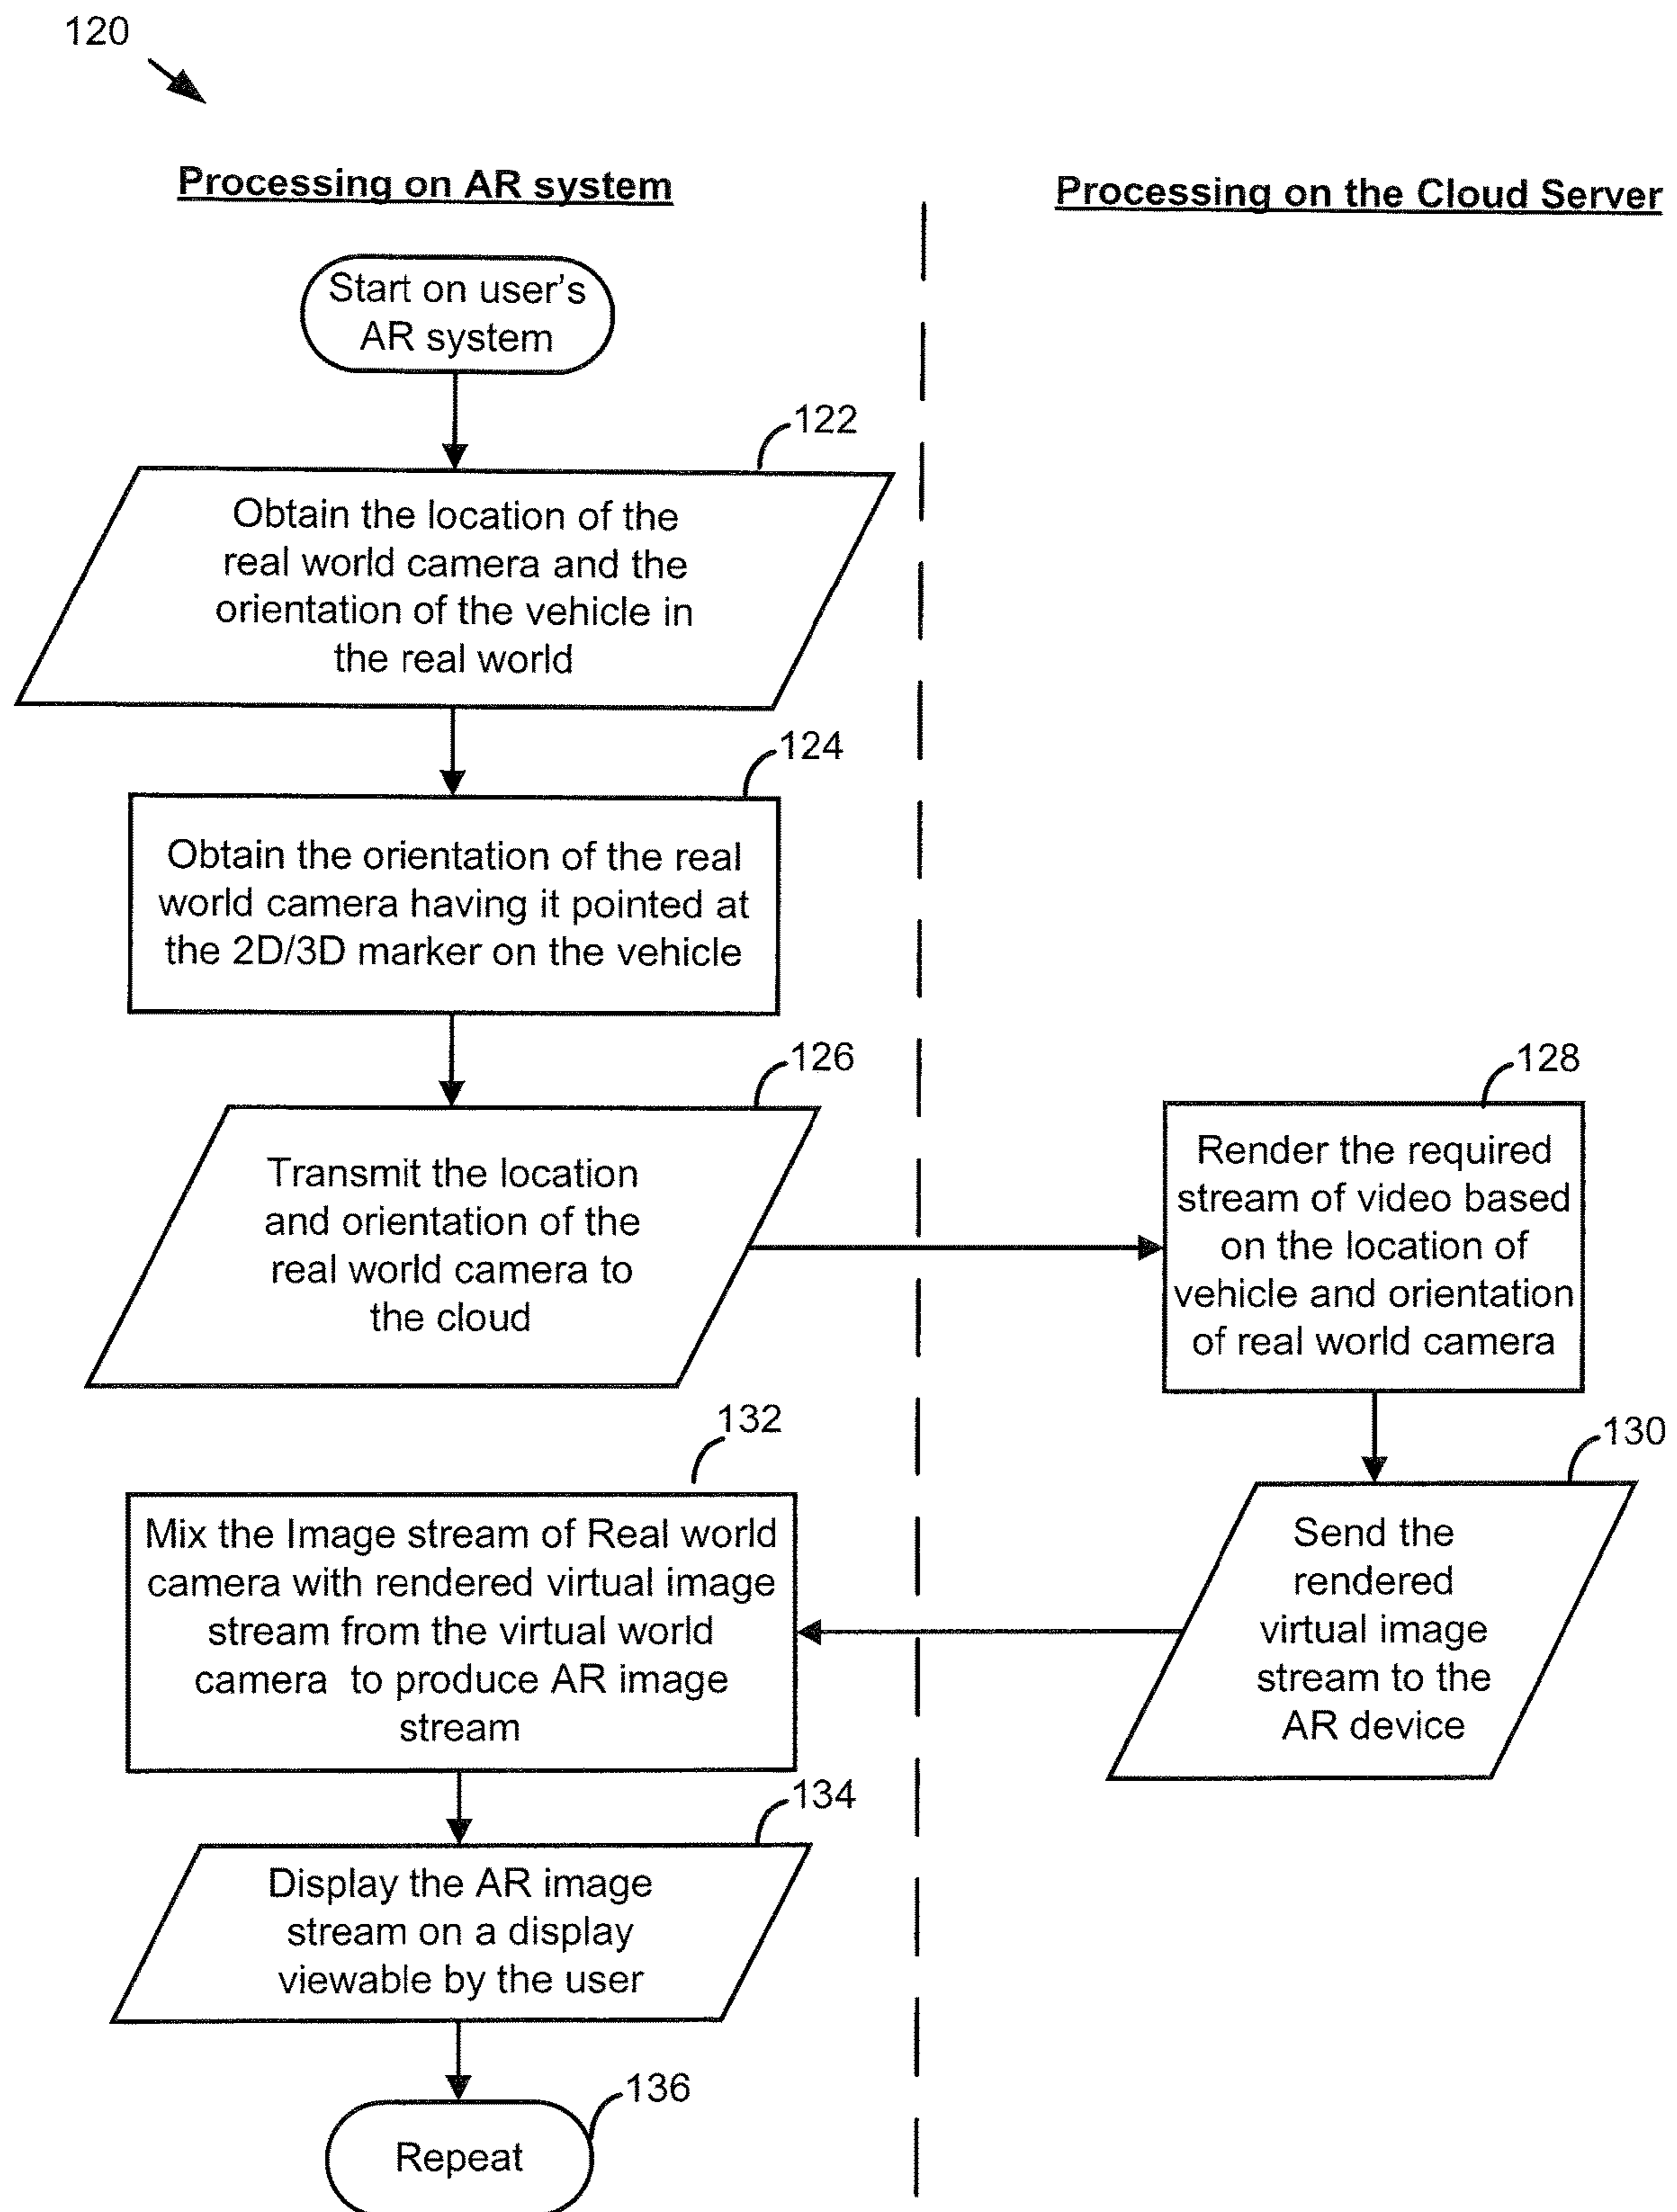 120
Processing on AR system
Processing on the Cloud Server
Start on user's
AR system
122
Obtain the location of the
real world camera and the
orientation of the vehicle in
the real world
124
Obtain the orientation of the real
world camera having it pointed at
the 2D/3D marker on the vehicle
126
Transmit the location
and orientation of the
real world camera to
the cloud
128
Render the required
stream of video based
on the location of
vehicle and orientation
of real world camera
130
Send the
rendered
virtual image
stream to the
AR device
132
Mix the Image stream of Real world
camera with rendered virtual image
stream from the virtual world
camera to produce AR image
stream
134
Display the AR image
stream on a display
viewable by the user
136
Repeat